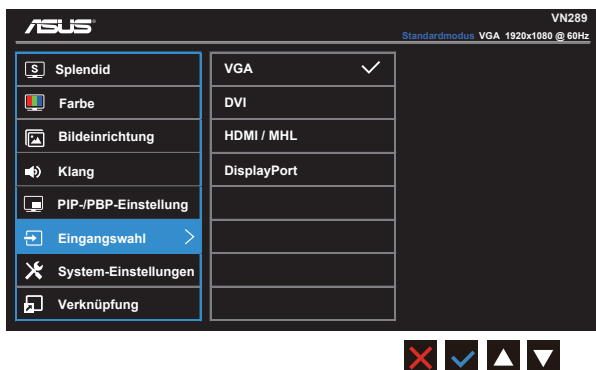 ASUS
VN289
Standardmodus VGA 1920x1080 @ 60Hz
S Splendid
Farbe
Bildeinrichtung
Klang
PIP-/PBP-Einstellung
Eingangswahl
System-Einstellungen
Verknüpfung
VGA
DVI
HDMI / MHL
DisplayPort